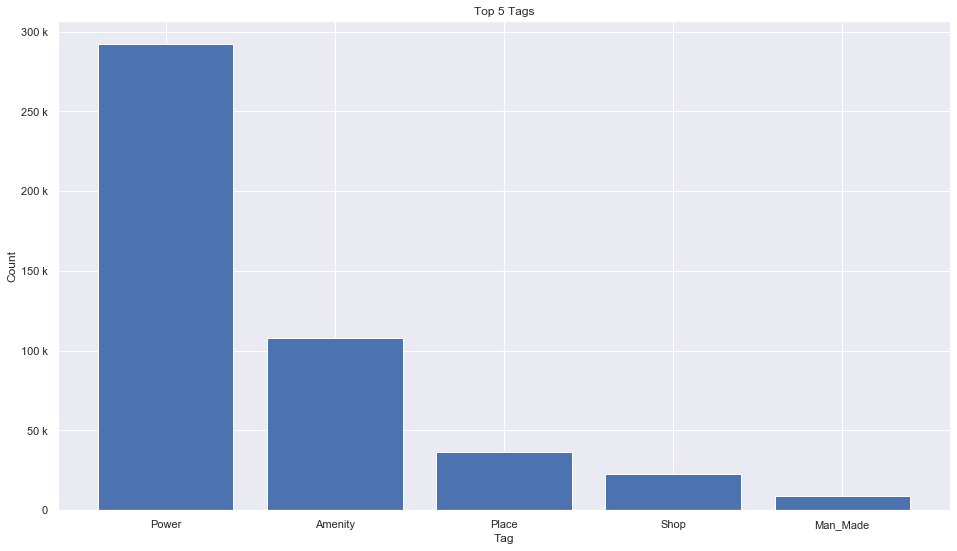 Top 5 Tags
300 k
250 k
200 k
150 k
100 k
50 k
0
Count
Power Amenity Place Shop Man_Made
Tag